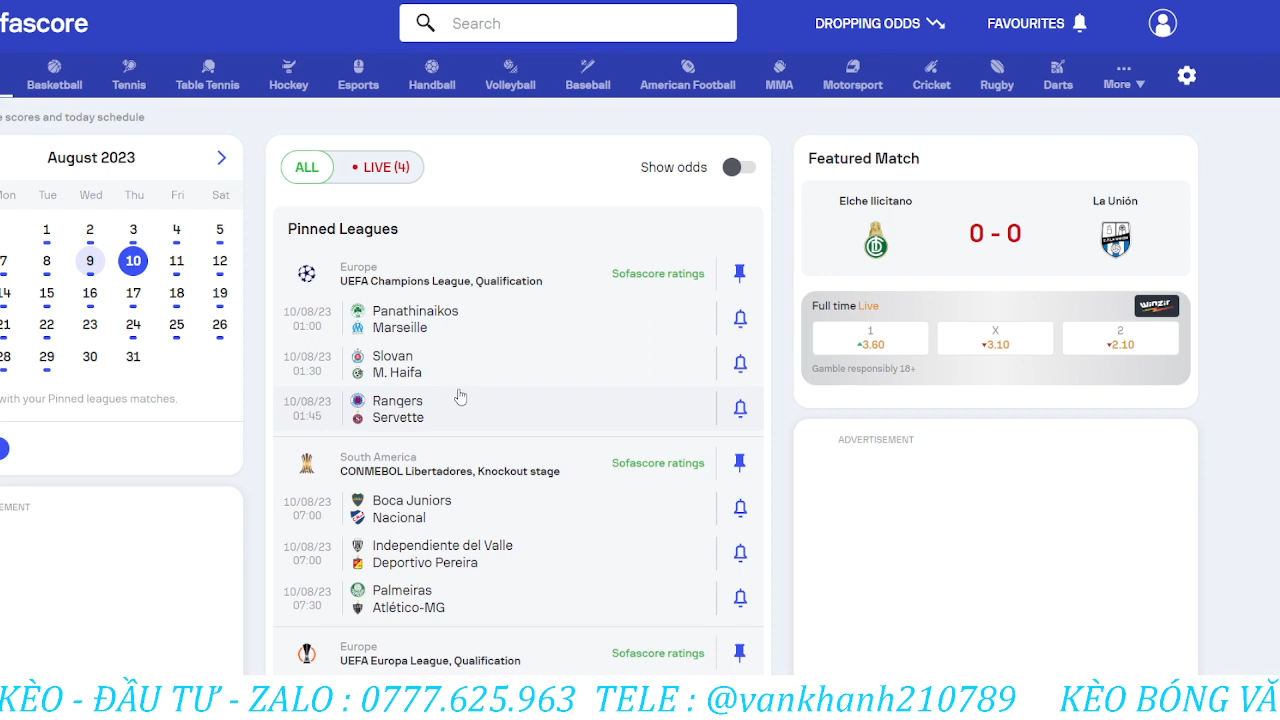 fascore
Search
DROPPING ODDS
FAVOURITES
Basketball
Tennis
Table Tennis
Hockey
Esports
Handball
Volleyball
Baseball
American Football
MMA
Motorsport
Cricket
Rugby
Darts
More
e scores and today schedule
August 2023
Mon Tue Wed Thu Fri Sat
1 2 3 4 5
7 8 9 10 11 12
14 15 16 17 18 19
21 22 23 24 25 26
28 29 30 31
with your Pinned leagues matches.
EMENT
ALL
LIVE (4)
Show odds
Pinned Leagues
Europe
UEFA Champions League, Qualification
Sofascore ratings
10/08/23
01:00
Panathinaikos
Marseille
10/08/23
01:30
Slovan
M. Haifa
10/08/23
01:45
Rangers
Servette
South America
CONMEBOL Libertadores, Knockout stage
Sofascore ratings
10/08/23
07:00
Boca Juniors
Nacional
10/08/23
07:00
Independiente del Valle
Deportivo Pereira
10/08/23
07:30
Palmeiras
Atlético-MG
Europe
UEFA Europa League, Qualification
Sofascore ratings
Featured Match
Elche Ilicitano
0 - 0
La Unión
Full time Live
WINZIR
1
3.60
X
3.10
2
2.10
Gamble responsibly 18+
ADVERTISEMENT
KÈO - ĐẦU TƯ - ZALO : 0777.625.963 TELE : @vankhanh210789 KÈO BÓNG VĂ